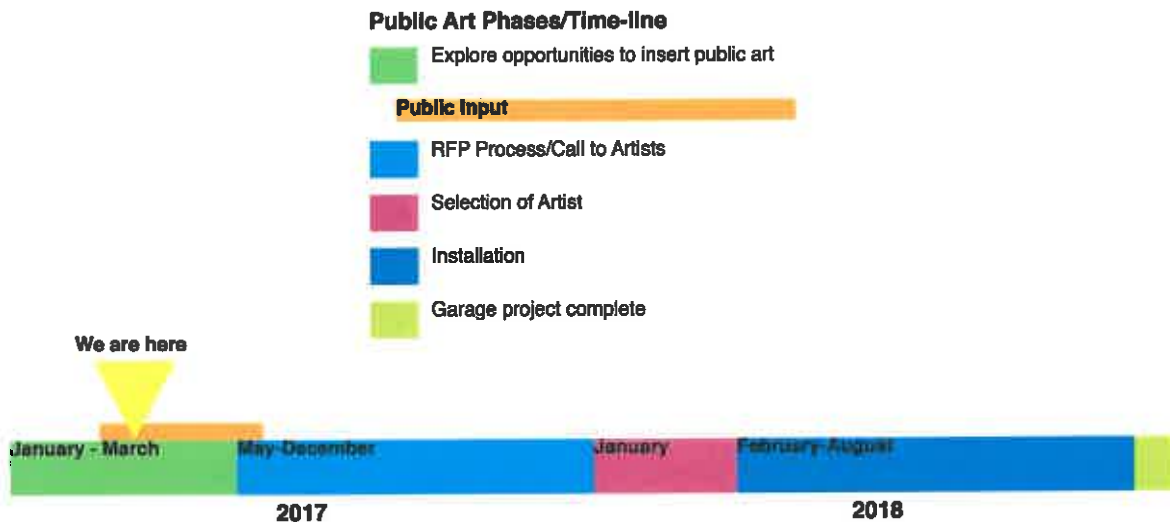 Public Art Phases/Time-line
Explore opportunities to insert public art
Public Input
RFP Process/Call to Artists
Selection of Artist
Installation
Garage project complete
We are here
January - March
May-December
January
February-August
2017
2018